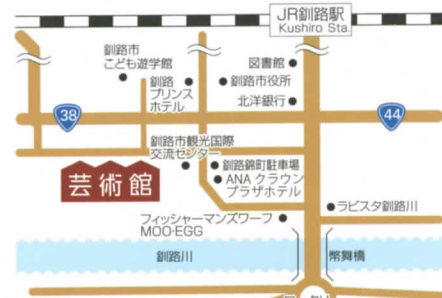 JR釧路駅
Kushiro Sta.
釧路市
こども遊学館
釧路
プリンス
ホテル
図書館
釧路市役所
北洋銀行
38
44
釧路市観光国際
交流センター
釧路錦町駐車場
ANA クラウン
プラザホテル
芸術館
フィッシャーマンズワーフ
MOO・EGG
ラビスタ釧路川
釧路川
幣舞橋